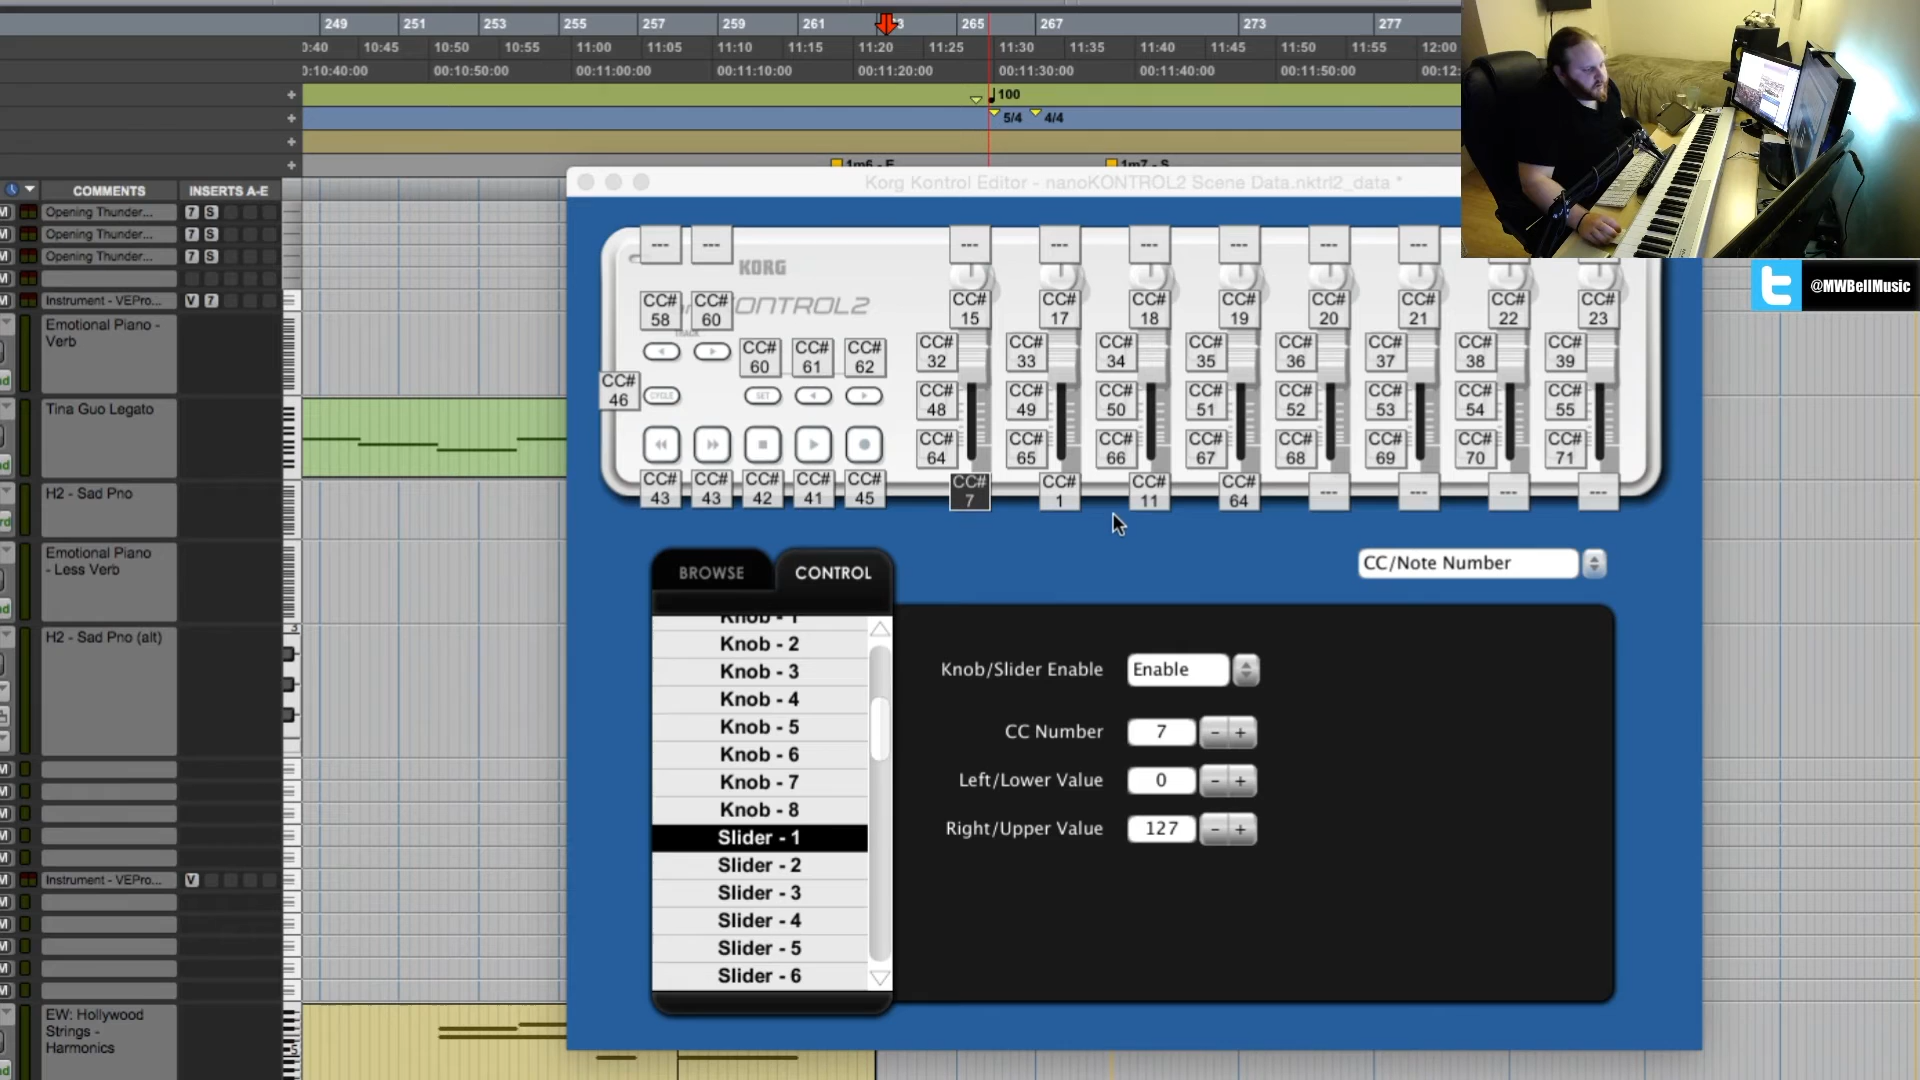 249 251 253 255 257 259 261 265 267 273 277
0:40 10:45 10:50 10:55 11:00 11:05 11:10 11:15 11:20 11:25 11:30 11:35 11:40 11:45 11:50 11:55 12:00
0:10:40:00 00:10:50:00 00:11:00:00 00:11:10:00 00:11:20:00 00:11:30:00 00:11:40:00 00:11:50:00
100
5/4 4/4
COMMENTS INSERTS A-E
Opening Thunder... 7 S
Opening Thunder... 7 S
Opening Thunder... 7 S
Instrument - VEPro... V 7
Emotional Piano -
Verb
Tina Guo Legato
H2 - Sad Pno
Emotional Piano
- Less Verb
H2 - Sad Pno (alt)
Instrument - VEPro... V
EW: Hollywood
Strings -
Harmonics
Korg Kontrol Editor - nanoKONTROL2 Scene Data.nktrl2_data *
@MWBellMusic
--- --- --- --- --- --- --- ---
KORG
ONTROL2
TRACK
CC# 58 CC# 60 CC# 15 CC# 17 CC# 18 CC# 19 CC# 20 CC# 21 CC# 22 CC# 23
CC# 60 CC# 61 CC# 62 CC# 32 CC# 33 CC# 34 CC# 35 CC# 36 CC# 37 CC# 38 CC# 39
CC# 46 CYCLE SET CC# 48 CC# 49 CC# 50 CC# 51 CC# 52 CC# 53 CC# 54 CC# 55
CC# 64 CC# 65 CC# 66 CC# 67 CC# 68 CC# 69 CC# 70 CC# 71
CC# 43 CC# 43 CC# 42 CC# 41 CC# 45 CC# 7 CC# 1 CC# 11 CC# 64 --- --- --- ---
BROWSE CONTROL
CC/Note Number
Knob - 1
Knob - 2
Knob - 3
Knob - 4
Knob - 5
Knob - 6
Knob - 7
Knob - 8
Slider - 1
Slider - 2
Slider - 3
Slider - 4
Slider - 5
Slider - 6
Knob/Slider Enable Enable
CC Number 7 - +
Left/Lower Value 0 - +
Right/Upper Value 127 - +